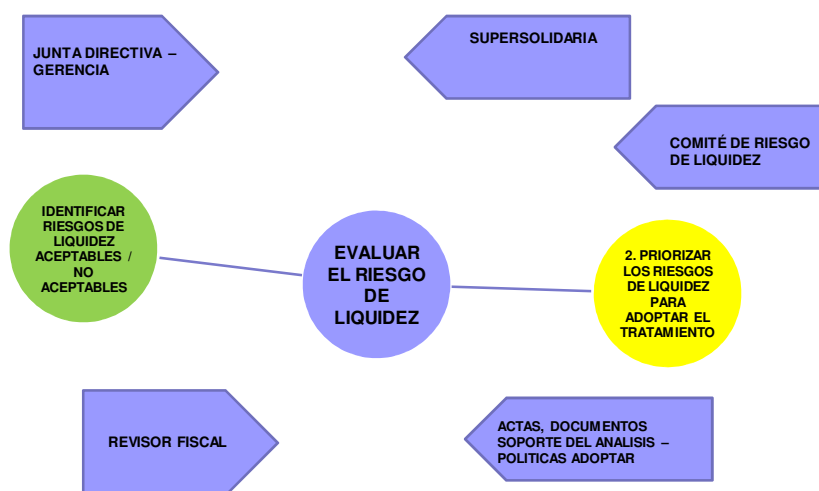 JUNTA DIRECTIVA –
GERENCIA
SUPERSOLIDARIA
COMITÉ DE RIESGO
DE LIQUIDEZ
IDENTIFICAR
RIESGOS DE
LIQUIDEZ
ACEPTABLES /
NO
ACEPTABLES
EVALUAR
EL RIESGO
DE
LIQUIDEZ
2. PRIORIZAR
LOS RIESGOS
DE LIQUIDEZ
PARA
ADOPTAR EL
TRATAMIENTO
REVISOR FISCAL
ACTAS, DOCUMENTOS
SOPORTE DEL ANALISIS –
POLITICAS ADOPTAR